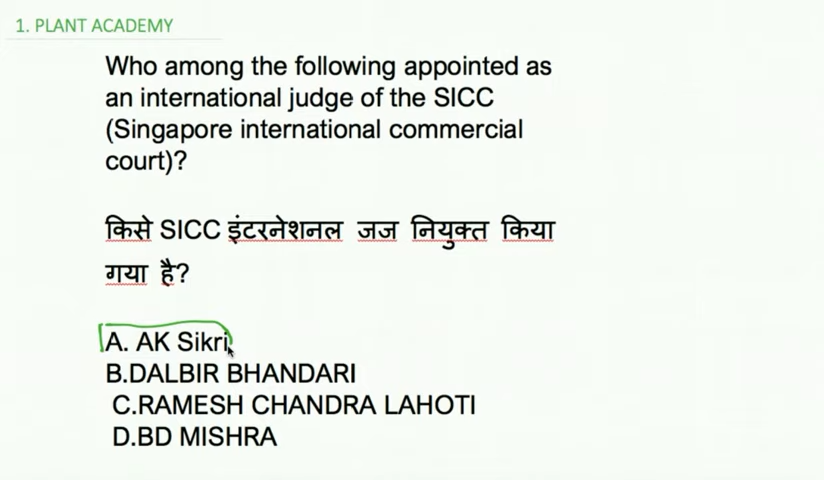 1. PLANT ACADEMY
Who among the following appointed as
an international judge of the SICC
(Singapore international commercial
court)?
किसे SICC इंटरनेशनल जज नियुक्त किया
गया है?
A. AK Sikri
B.DALBIR BHANDARI
C.RAMESH CHANDRA LAHOTI
D.BD MISHRA